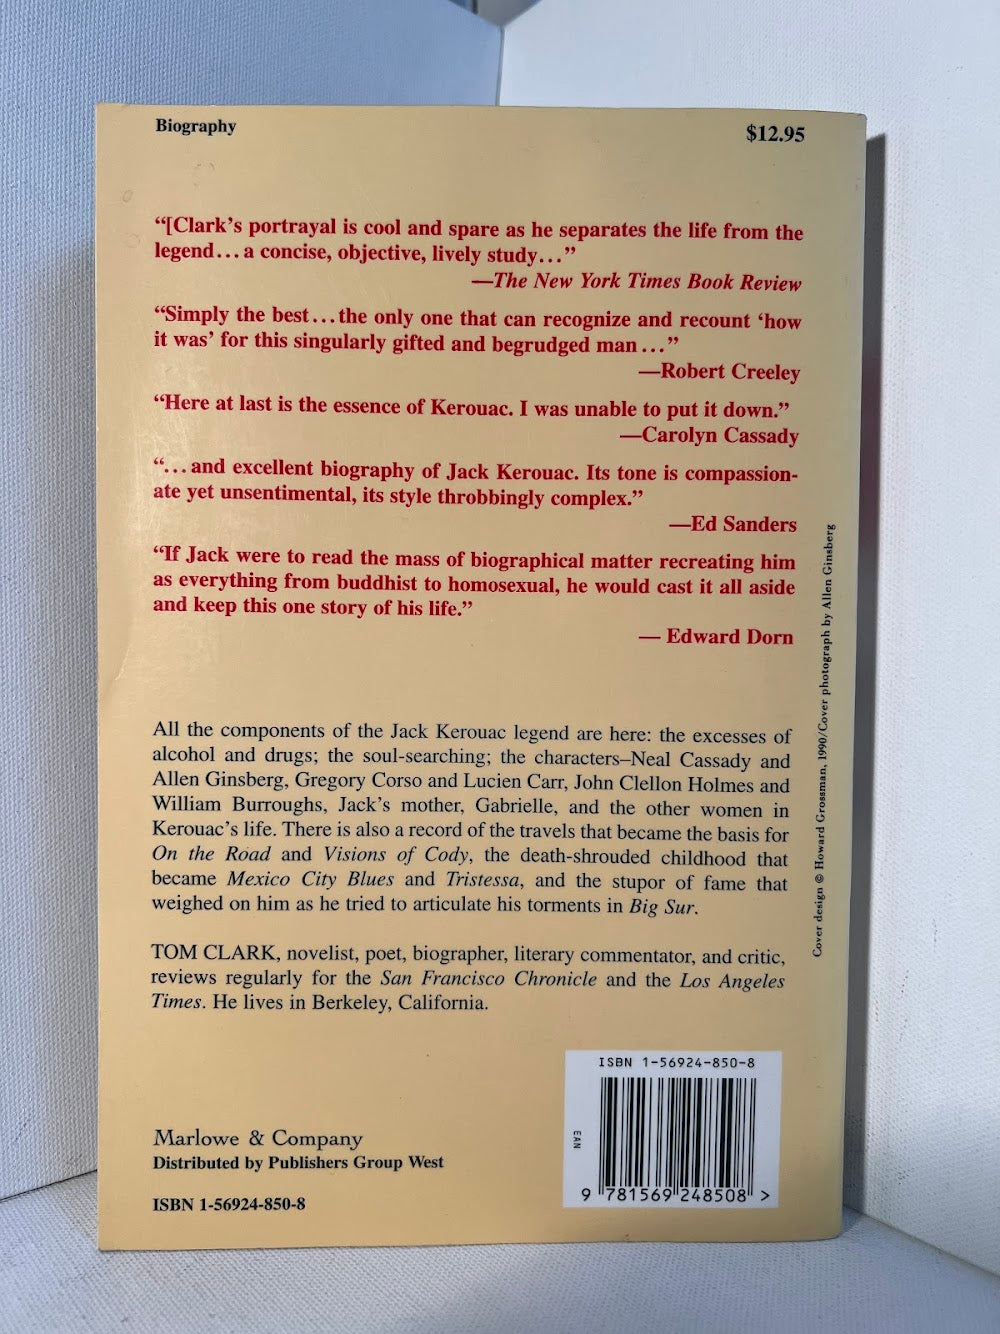 Biography
$12.95
“[Clark’s portrayal is cool and spare as he separates the life from the
legend...a concise, objective, lively study...”
—The New York Times Book Review
“Simply the best...the only one that can recognize and recount ‘how
it was’ for this singularly gifted and begrudged man...”
—Robert Creeley
“Here at last is the essence of Kerouac. I was unable to put it down.”
—Carolyn Cassady
“...and excellent biography of Jack Kerouac. Its tone is compassion-
ate yet unsentimental, its style throbbingly complex.”
—Ed Sanders
“If Jack were to read the mass of biographical matter recreating him
as everything from buddhist to homosexual, he would cast it all aside
and keep this one story of his life.”
— Edward Dorn
All the components of the Jack Kerouac legend are here: the excesses of
alcohol and drugs; the soul-searching; the characters–Neal Cassady and
Allen Ginsberg, Gregory Corso and Lucien Carr, John Clellon Holmes and
William Burroughs, Jack’s mother, Gabrielle, and the other women in
Kerouac’s life. There is also a record of the travels that became the basis for
On the Road and Visions of Cody, the death-shrouded childhood that
became Mexico City Blues and Tristessa, and the stupor of fame that
weighed on him as he tried to articulate his torments in Big Sur.
TOM CLARK, novelist, poet, biographer, literary commentator, and critic,
reviews regularly for the San Francisco Chronicle and the Los Angeles
Times. He lives in Berkeley, California.
Cover design © Howard Grossman, 1990/Cover photograph by Allen Ginsberg
Marlowe & Company
Distributed by Publishers Group West
ISBN 1-56924-850-8
ISBN 1-56924-850-8
EAN
9 781569 248508 >